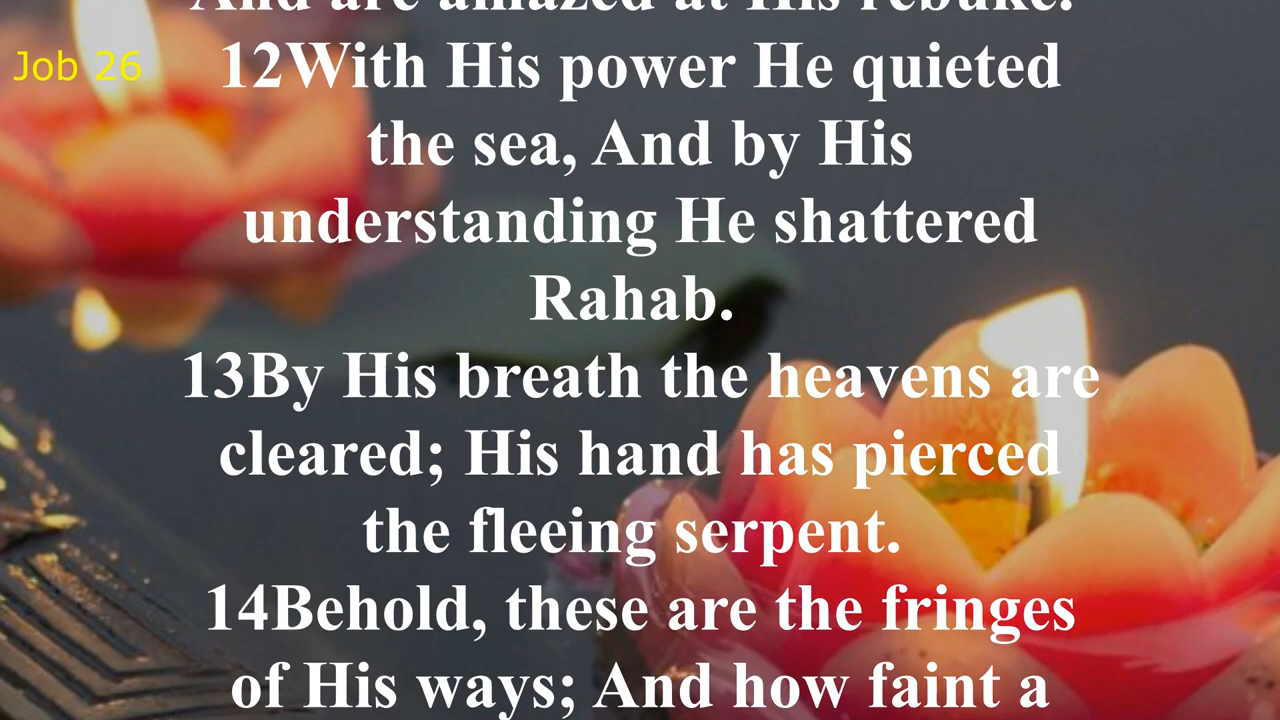 And are amazed at His rebuke.
Job 26
12With His power He quieted
the sea, And by His
understanding He shattered
Rahab.
13By His breath the heavens are
cleared; His hand has pierced
the fleeing serpent.
14Behold, these are the fringes
of His ways; And how faint a